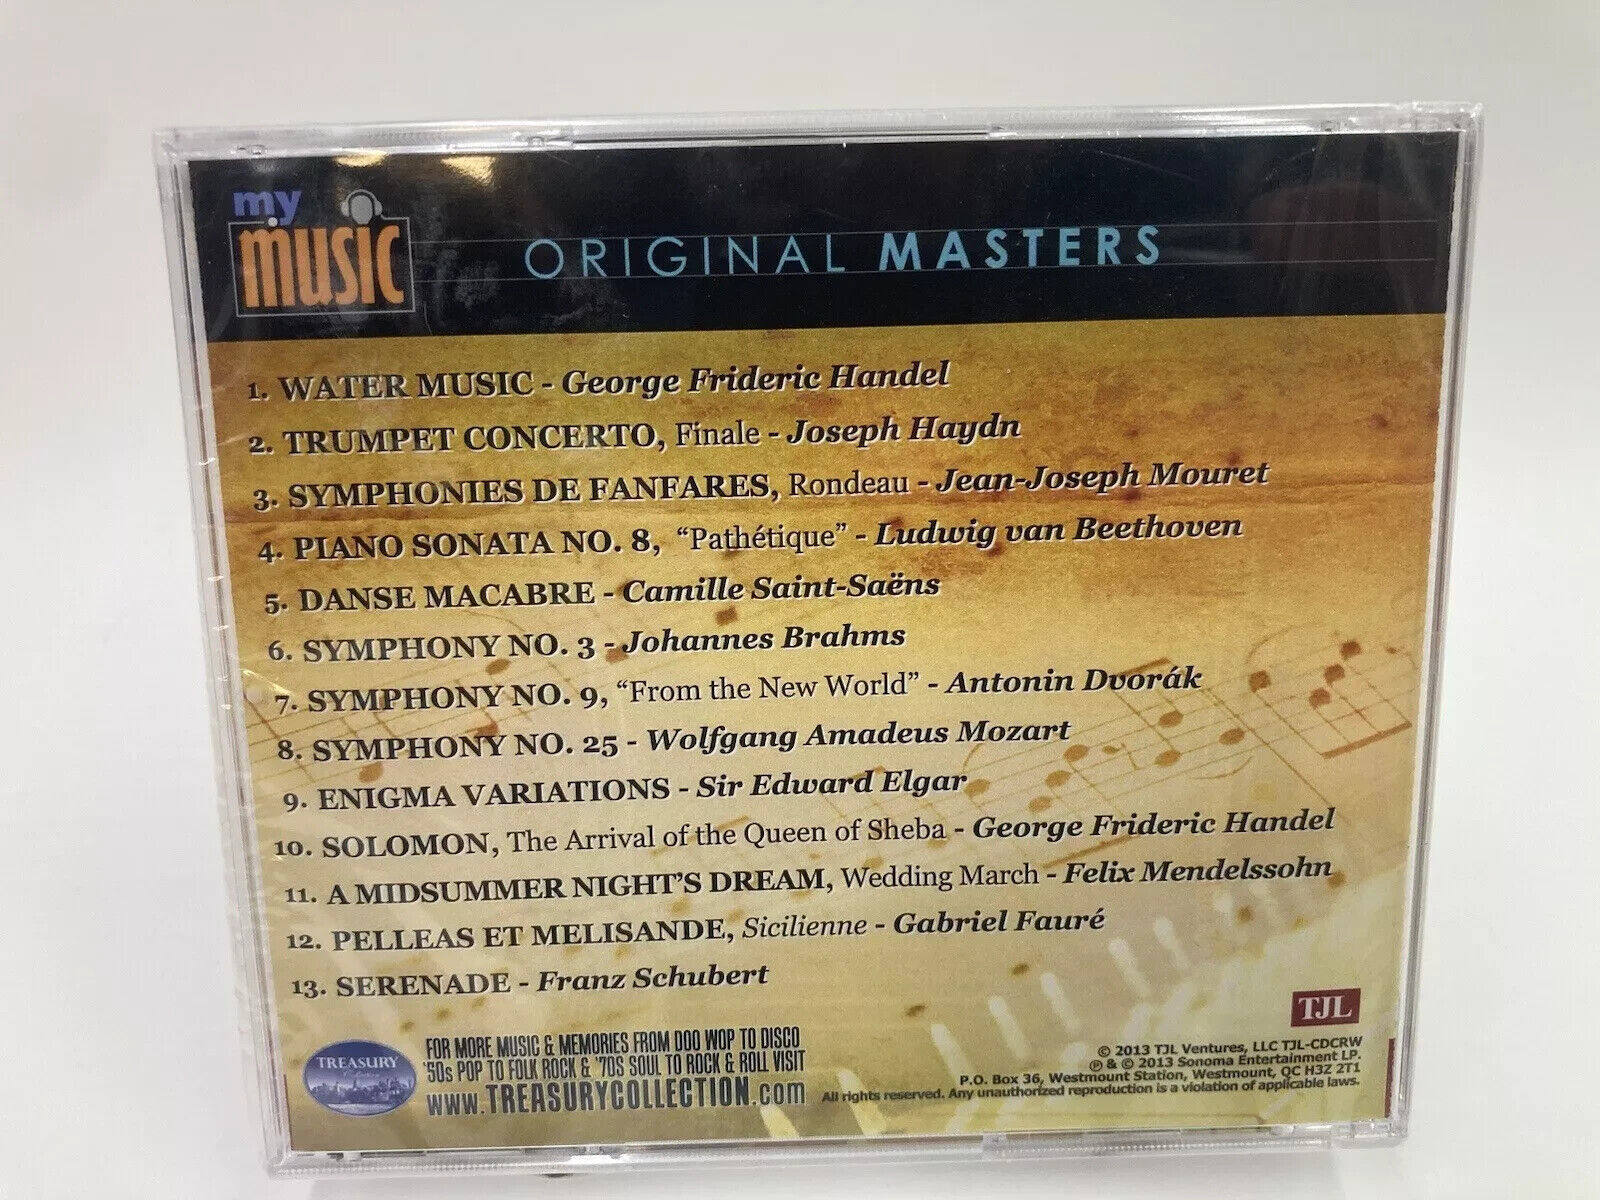 my
music
ORIGINAL MASTERS
1. WATER MUSIC - George Frideric Handel
2. TRUMPET CONCERTO, Finale - Joseph Haydn
3. SYMPHONIES DE FANFARES, Rondeau - Jean-Joseph Mouret
4. PIANO SONATA NO. 8, “Pathétique” - Ludwig van Beethoven
5. DANSE MACABRE - Camille Saint-Saëns
6. SYMPHONY NO. 3 - Johannes Brahms
7. SYMPHONY NO. 9, “From the New World” - Antonin Dvorák
8. SYMPHONY NO. 25 - Wolfgang Amadeus Mozart
9. ENIGMA VARIATIONS - Sir Edward Elgar
10. SOLOMON, The Arrival of the Queen of Sheba - George Frideric Handel
11. A MIDSUMMER NIGHT’S DREAM, Wedding March - Felix Mendelssohn
12. PELLEAS ET MELISANDE, Sicilienne - Gabriel Fauré
13. SERENADE - Franz Schubert
TREASURY
FOR MORE MUSIC & MEMORIES FROM DOO WOP TO DISCO
'50s POP TO FOLK ROCK & '70S SOUL TO ROCK & ROLL VISIT
www.TREASURYCOLLECTION.com
TJL
© 2013 TJL Ventures, LLC TJL-CDCRW
℗ & © 2013 Sonoma Entertainment LP.
P.O. Box 36, Westmount Station, Westmount, QC H3Z 2T1
All rights reserved. Any unauthorized reproduction is a violation of applicable laws.